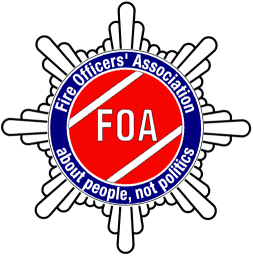 Fire Officers' Association
FOA
about people, not politics